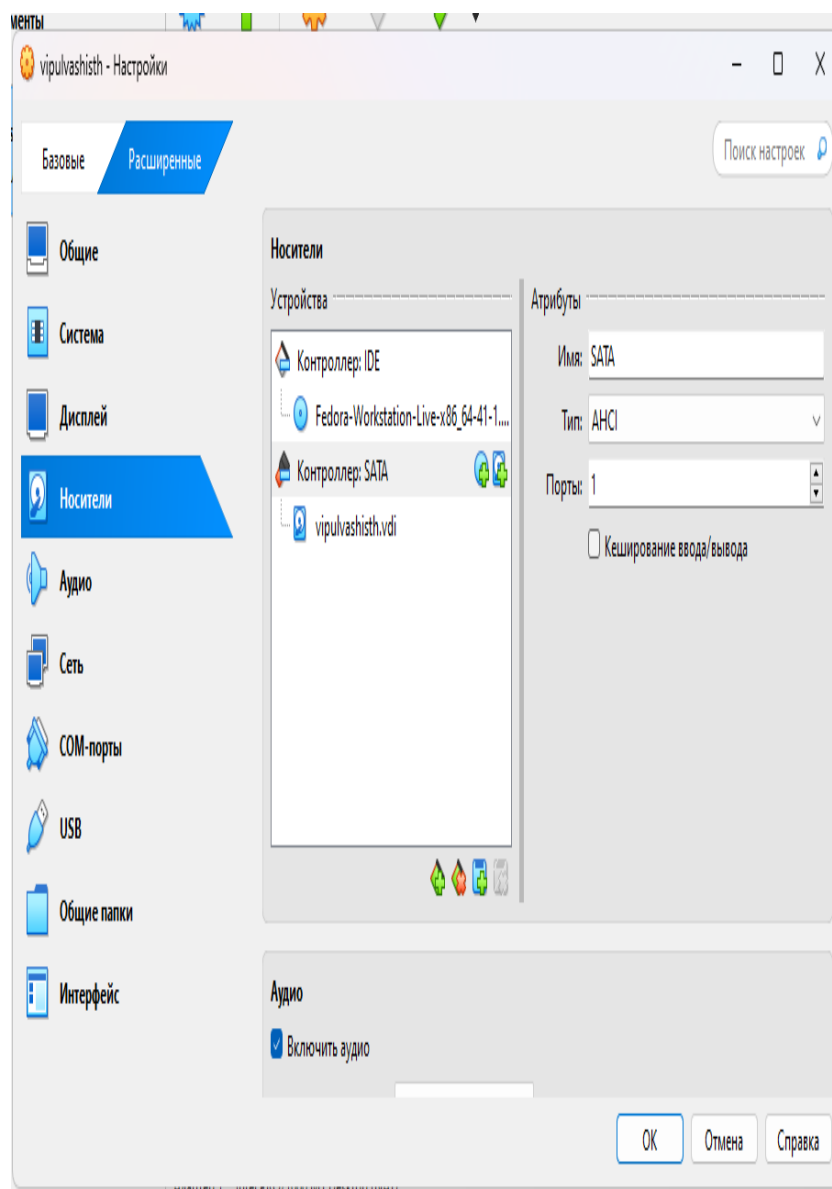 менты
vipulvashisth - Настройки
Базовые
Расширенные
Поиск настроек
Общие
Система
Дисплей
Носители
Аудио
Сеть
COM-порты
USB
Общие папки
Интерфейс
Носители
Устройства
Контроллер: IDE
Fedora-Workstation-Live-x86_64-41-1....
Контроллер: SATA
vipulvashisth.vdi
Атрибуты
Имя: SATA
Тип: AHCI
Порты: 1
Кеширование ввода/вывода
Аудио
Включить аудио
OK
Отмена
Справка